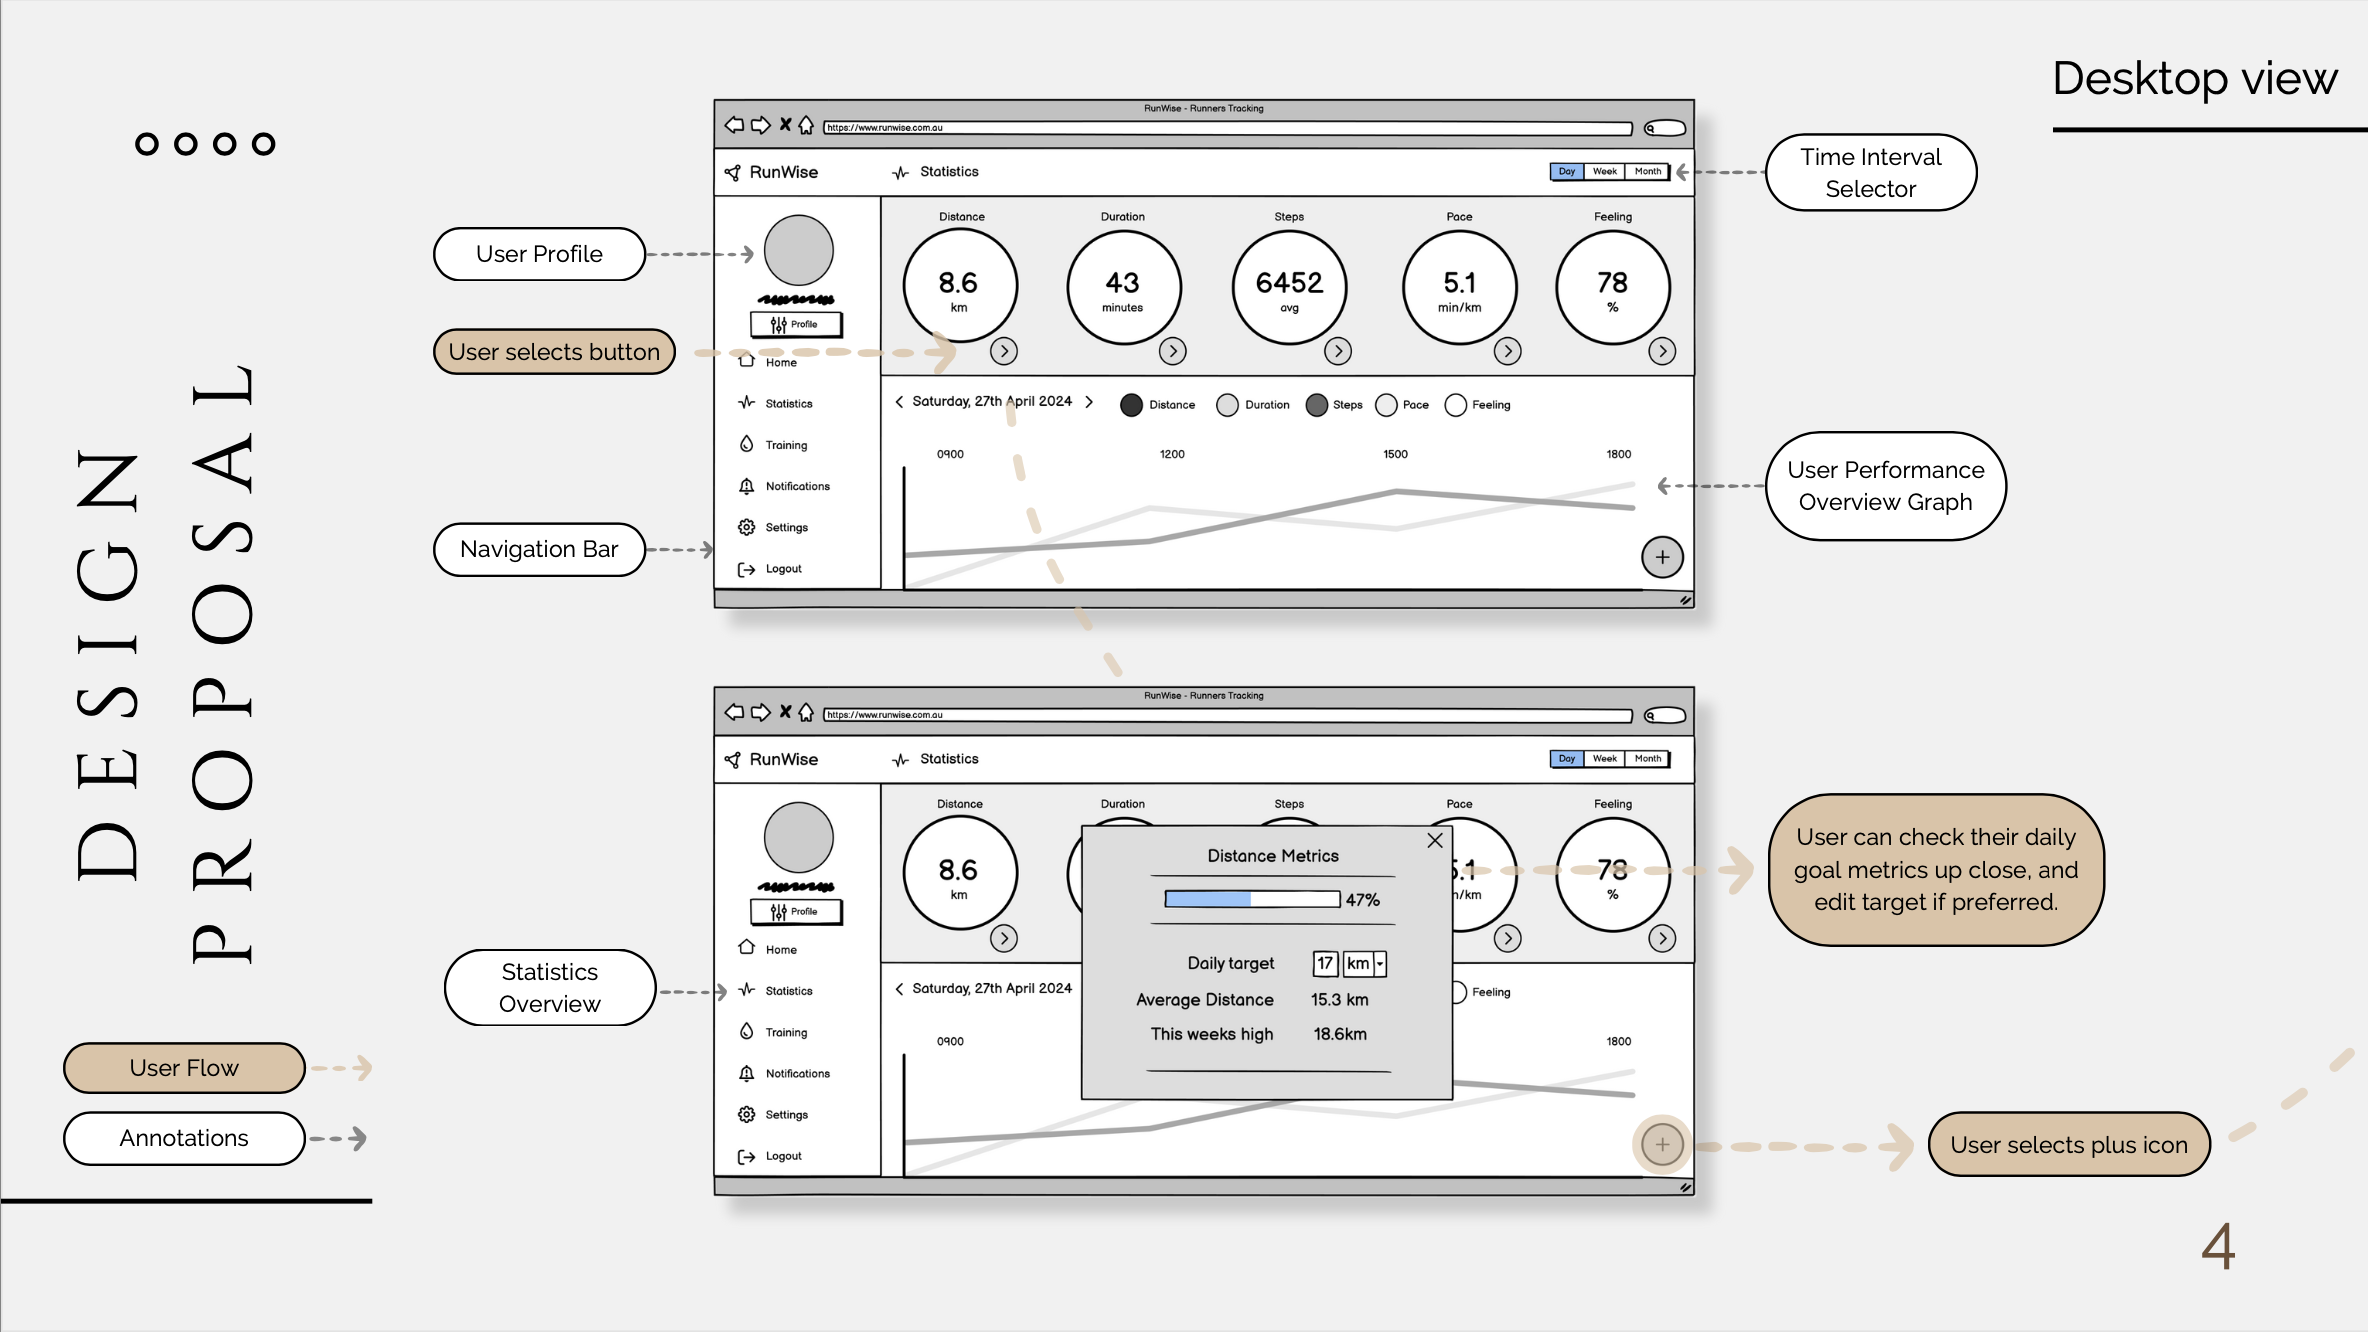 Desktop view
DESIGN
PROPOSAL
User Flow
Annotations
RunWise - Runners Tracking
https://www.runwise.com.au
RunWise
Statistics
Day
Week
Month
Time Interval
Selector
User Profile
User selects button
Navigation Bar
Profile
Home
Statistics
Training
Notifications
Settings
Logout
Distance
Duration
Steps
Pace
Feeling
8.6
km
43
minutes
6452
avg
5.1
min/km
78
%
Saturday, 27th April 2024
Distance
Duration
Steps
Pace
Feeling
0900
1200
1500
1800
+
User Performance
Overview Graph
RunWise - Runners Tracking
https://www.runwise.com.au
RunWise
Statistics
Day
Week
Month
Statistics
Overview
Profile
Home
Statistics
Training
Notifications
Settings
Logout
Distance
Duration
Steps
Pace
Feeling
8.6
km
5.1
n/km
78
%
Distance Metrics
47%
Daily target 17 km
Average Distance 15.3 km
This weeks high 18.6km
Saturday, 27th April 2024
Feeling
0900
1800
+
User can check their daily
goal metrics up close, and
edit target if preferred.
User selects plus icon
4